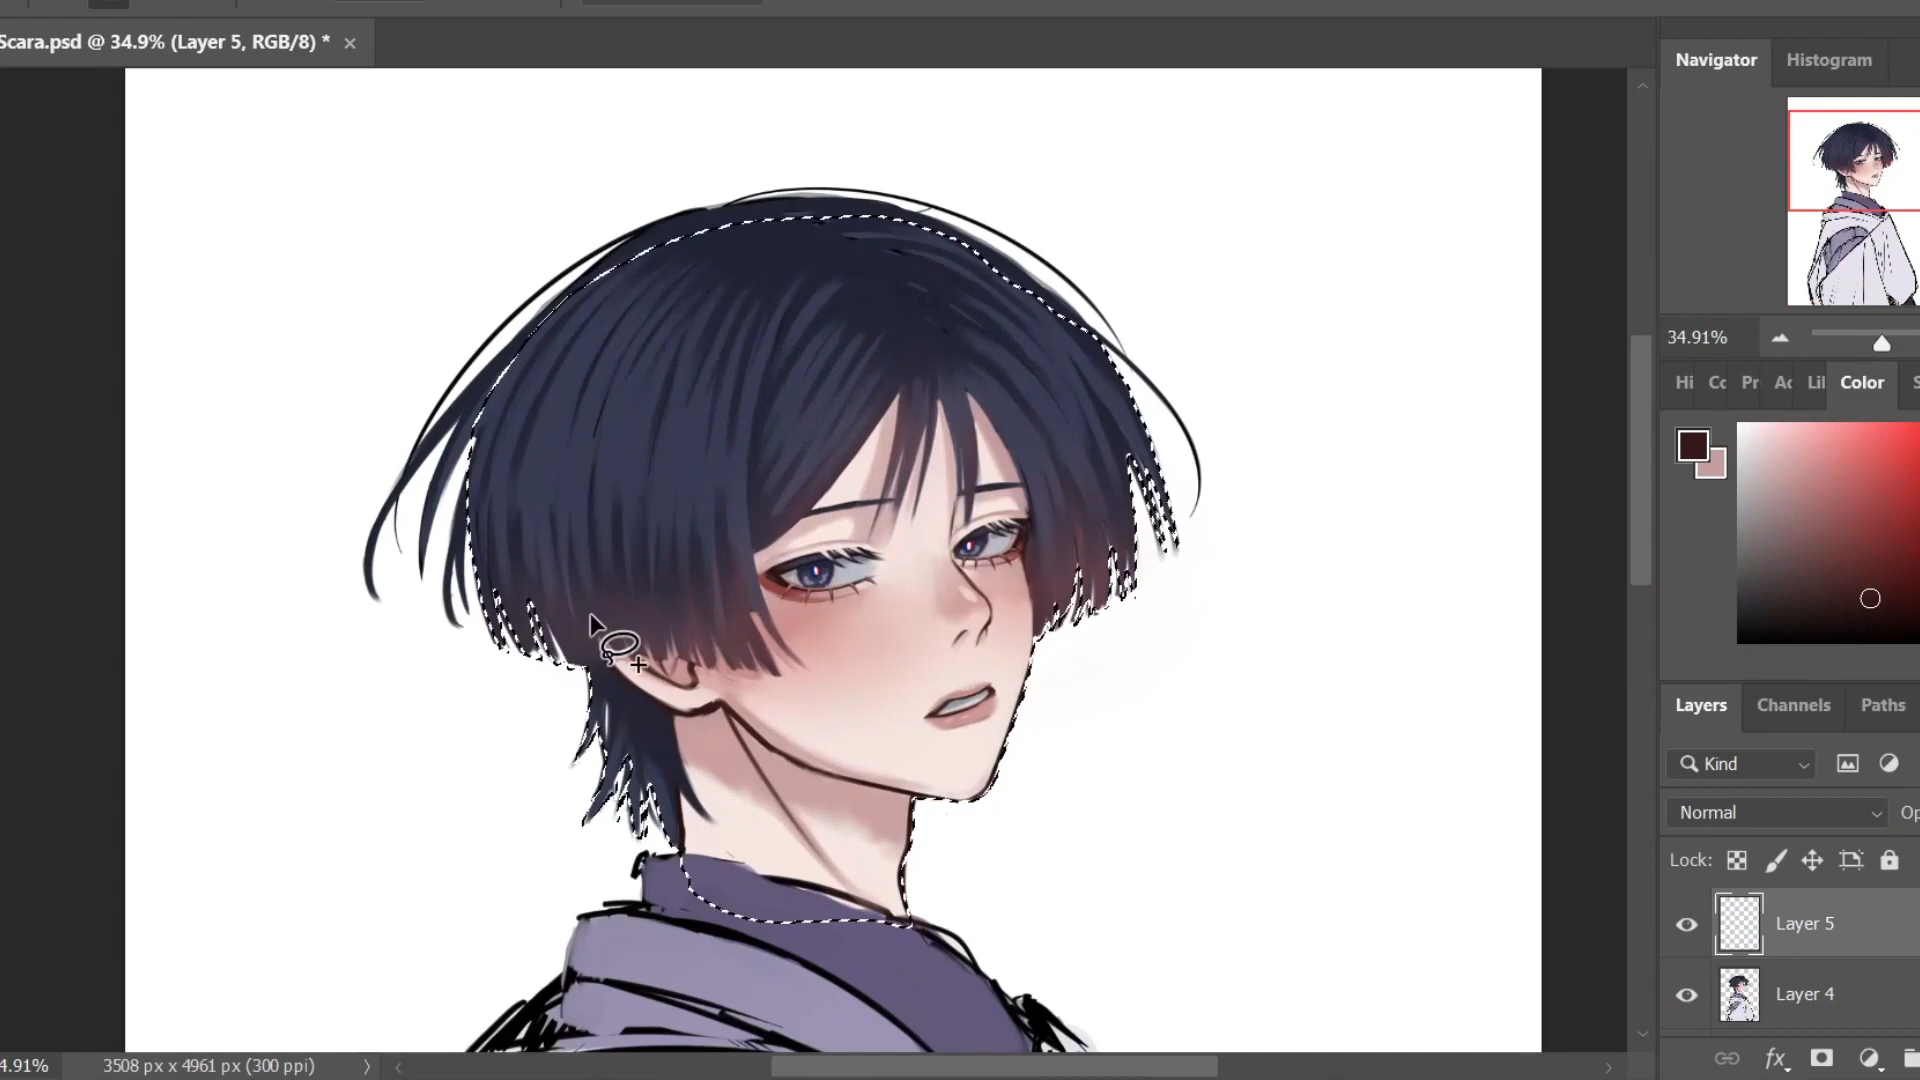 Scara.psd @ 34.9% (Layer 5, RGB/8) *
Navigator
Histogram
34.91%
Hi
Cc
Pr
Ac
Lil
Color
S
Layers
Channels
Paths
Kind
Normal
Op
Lock:
Layer 5
Layer 4
fx
4.91%
3508 px x 4961 px (300 ppi)